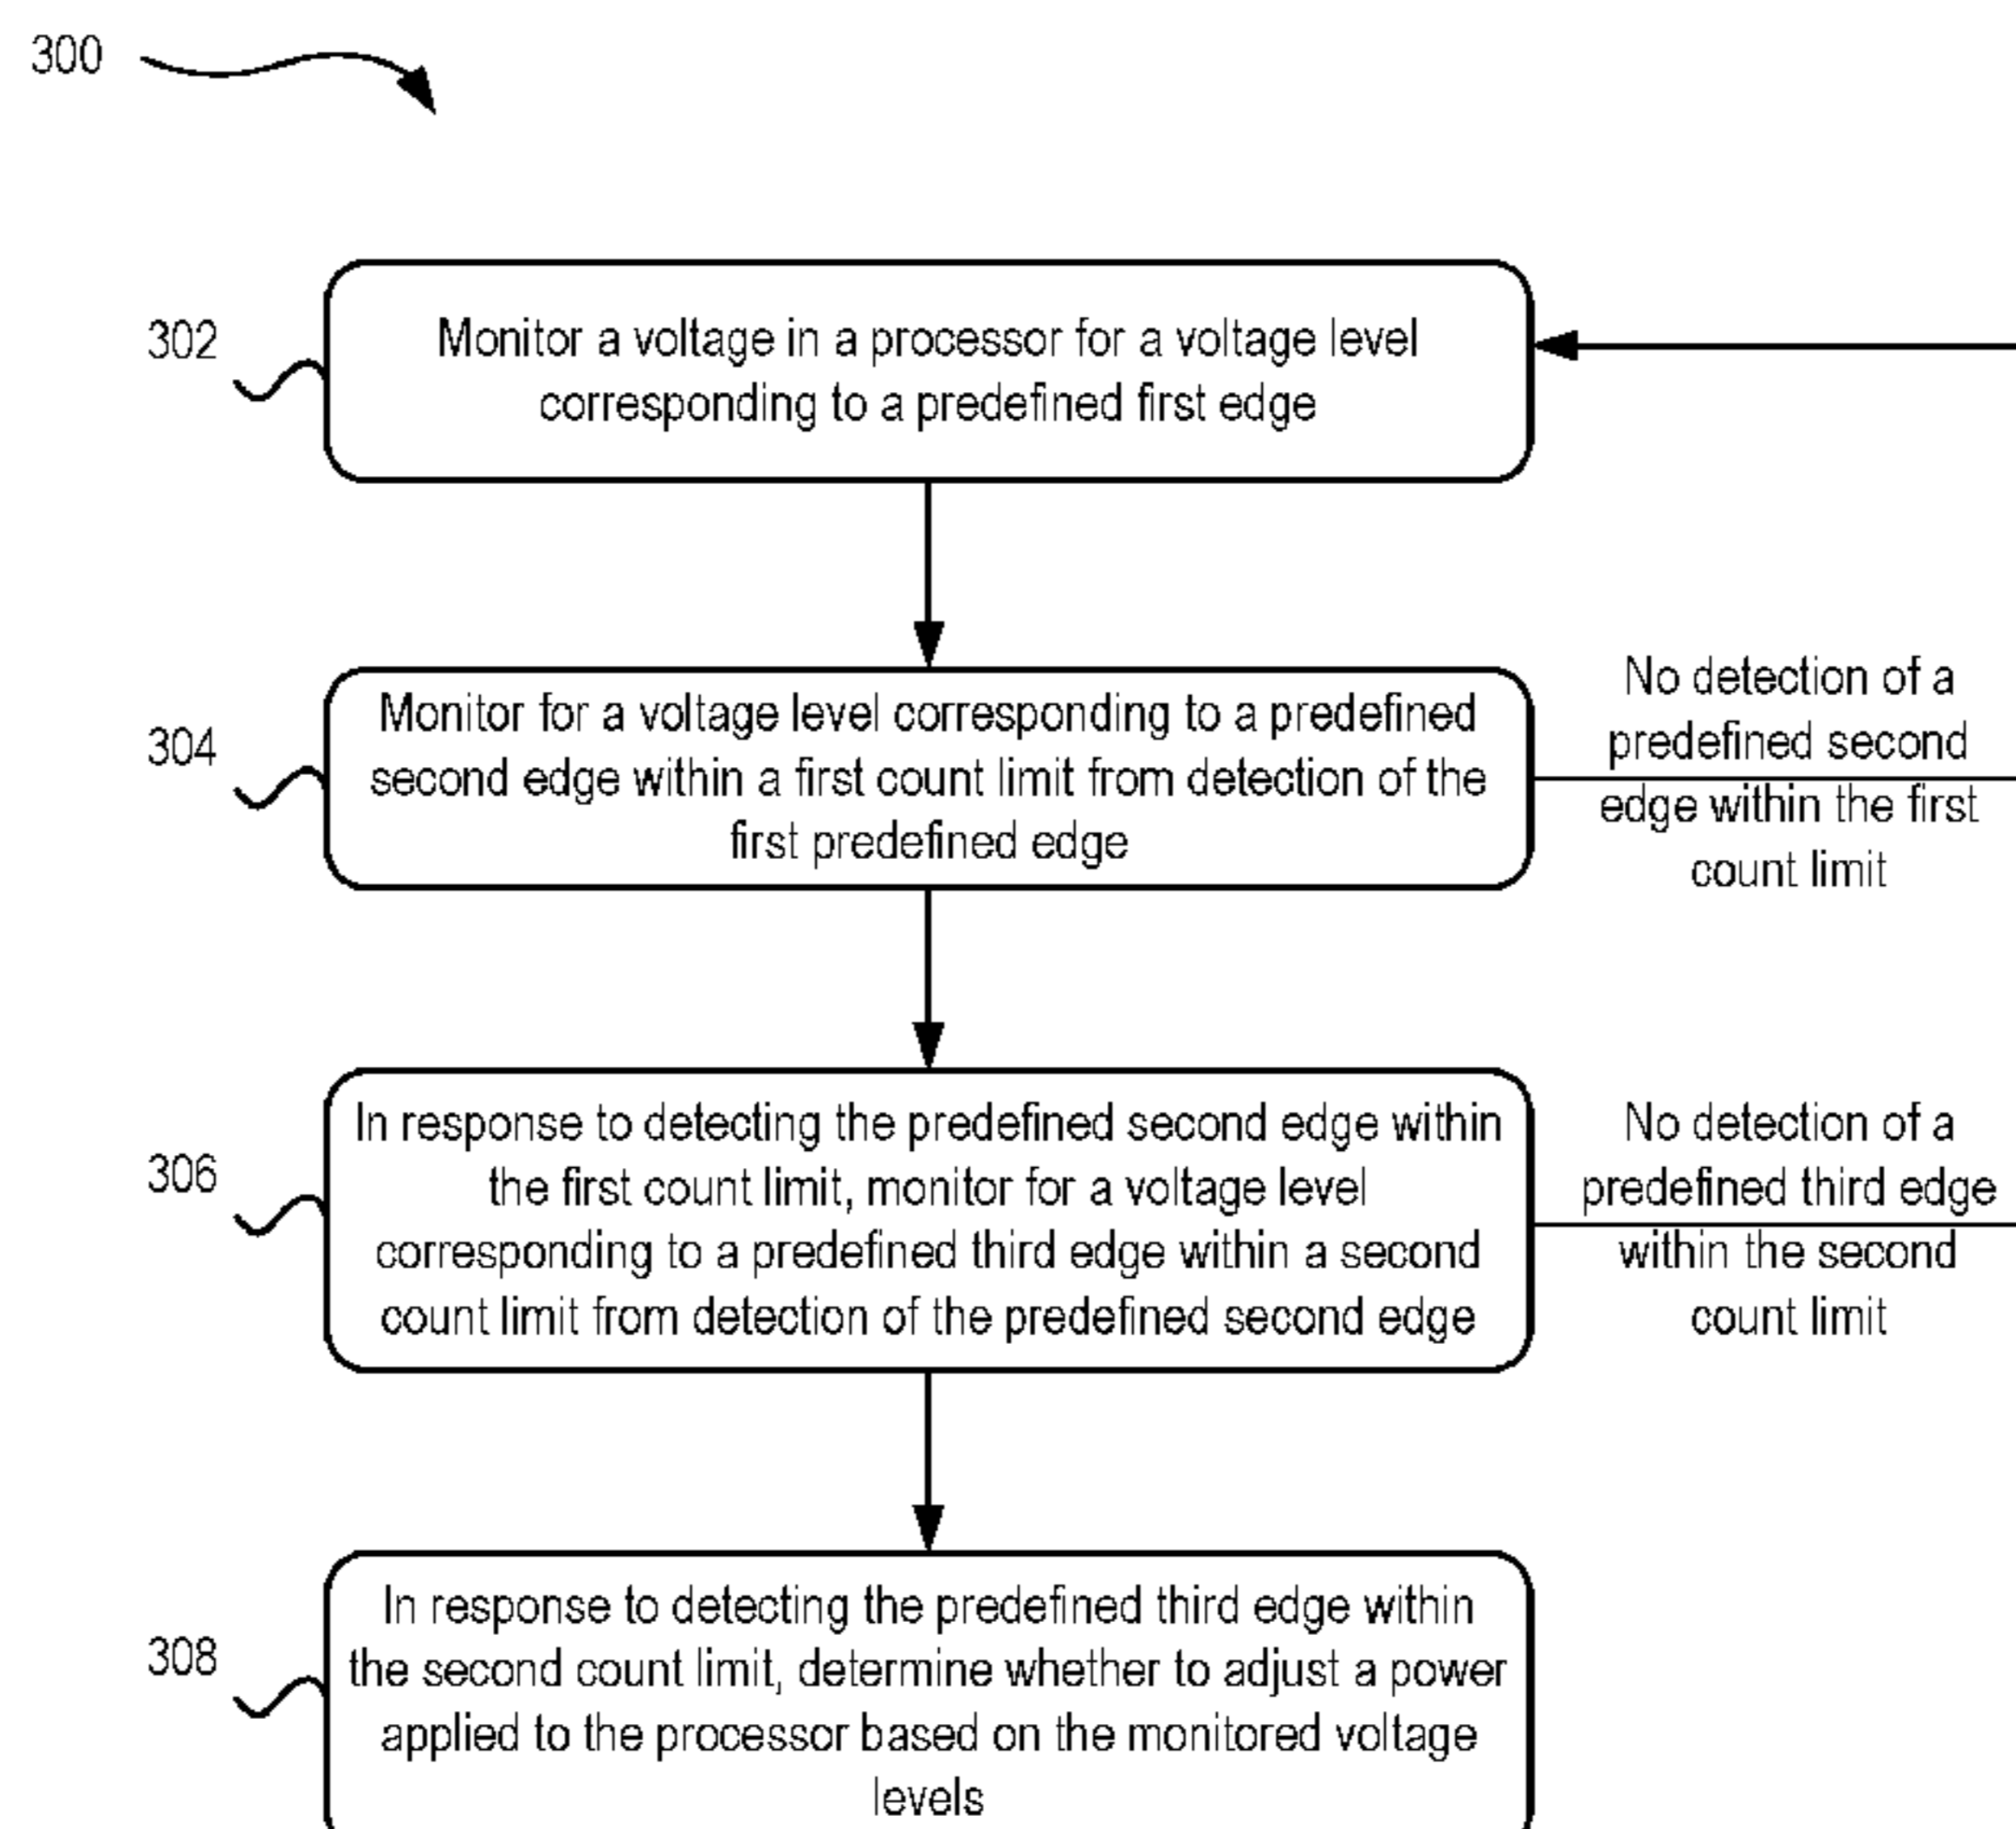 300
302
Monitor a voltage in a processor for a voltage level
corresponding to a predefined first edge
304
Monitor for a voltage level corresponding to a predefined
second edge within a first count limit from detection of the
first predefined edge
No detection of a
predefined second
edge within the first
count limit
306
In response to detecting the predefined second edge within
the first count limit, monitor for a voltage level
corresponding to a predefined third edge within a second
count limit from detection of the predefined second edge
No detection of a
predefined third edge
within the second
count limit
308
In response to detecting the predefined third edge within
the second count limit, determine whether to adjust a power
applied to the processor based on the monitored voltage
levels